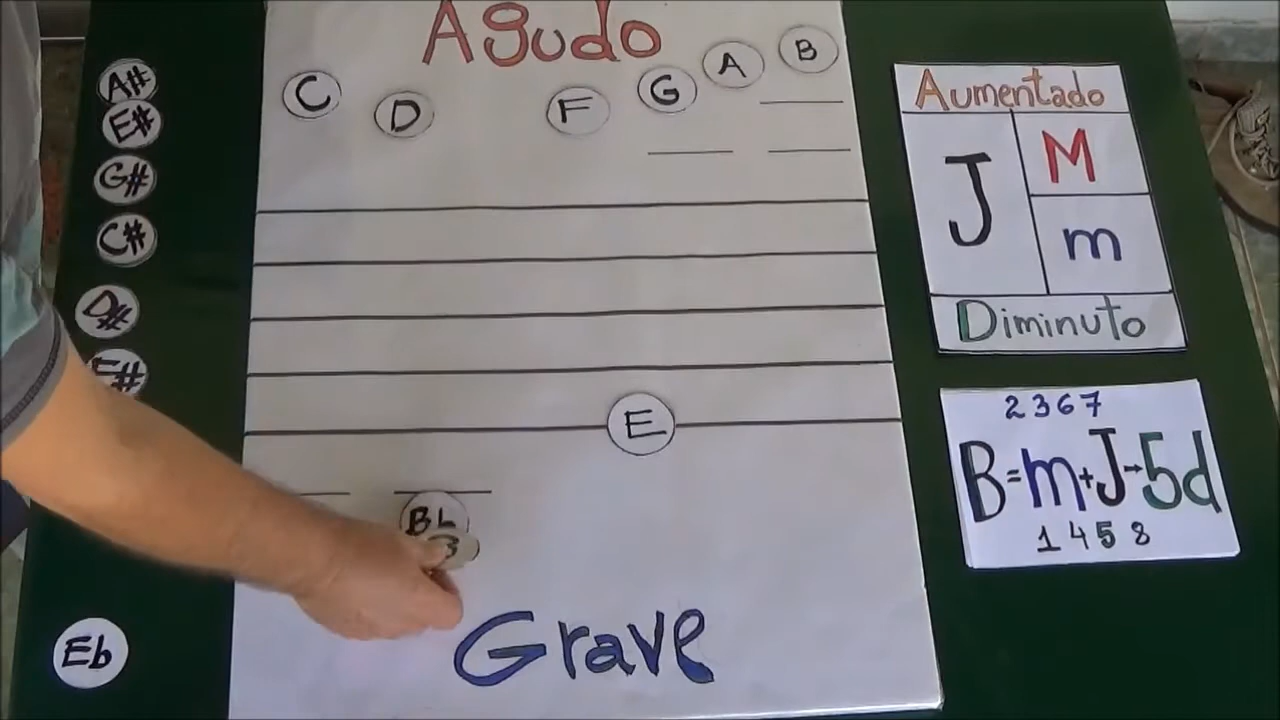 Agudo
C D F G A B
A#
E#
G#
C#
D#
E
Bb
Eb
Grave
Aumentado
J M
m
Diminuto
2 3 6 7
B=m+J→5d
1 4 5 8